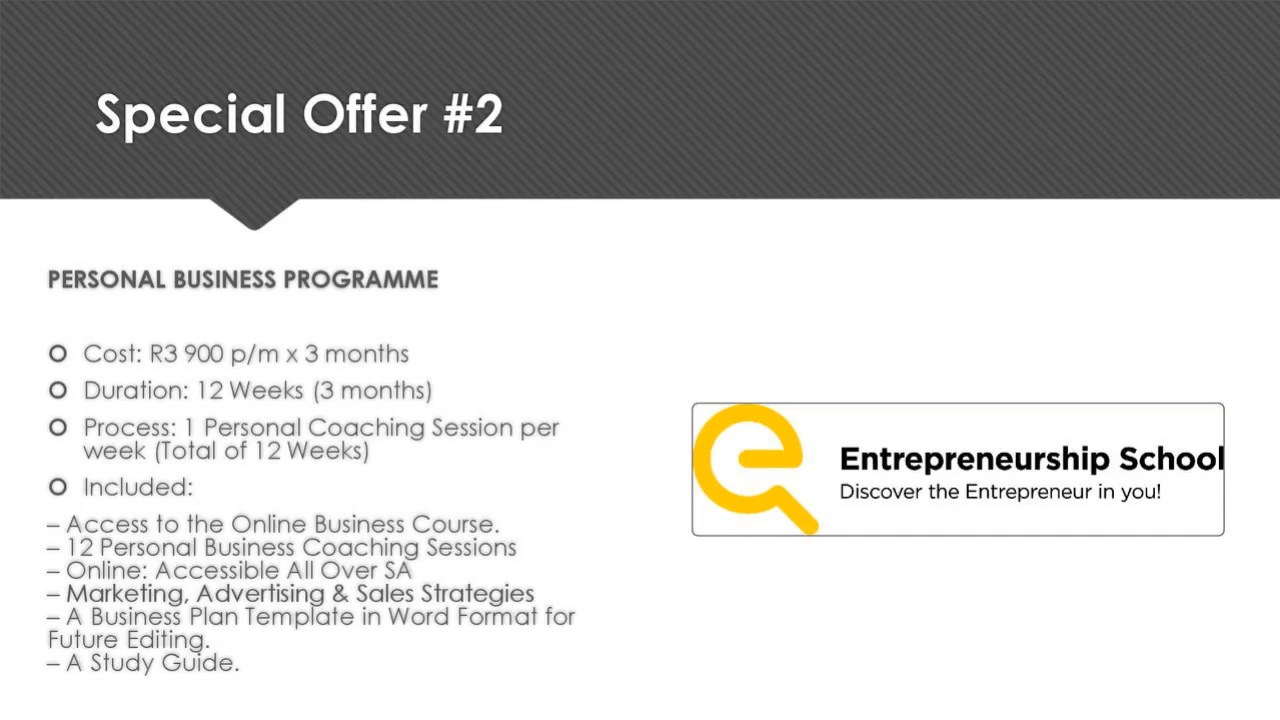 Special Offer #2
PERSONAL BUSINESS PROGRAMME
Cost: R3 900 p/m x 3 months
Duration: 12 Weeks (3 months)
Process: 1 Personal Coaching Session per
week (Total of 12 Weeks)
Included:
– Access to the Online Business Course.
– 12 Personal Business Coaching Sessions
– Online: Accessible All Over SA
– Marketing, Advertising & Sales Strategies
– A Business Plan Template in Word Format for
Future Editing.
– A Study Guide.
Entrepreneurship School
Discover the Entrepreneur in you!